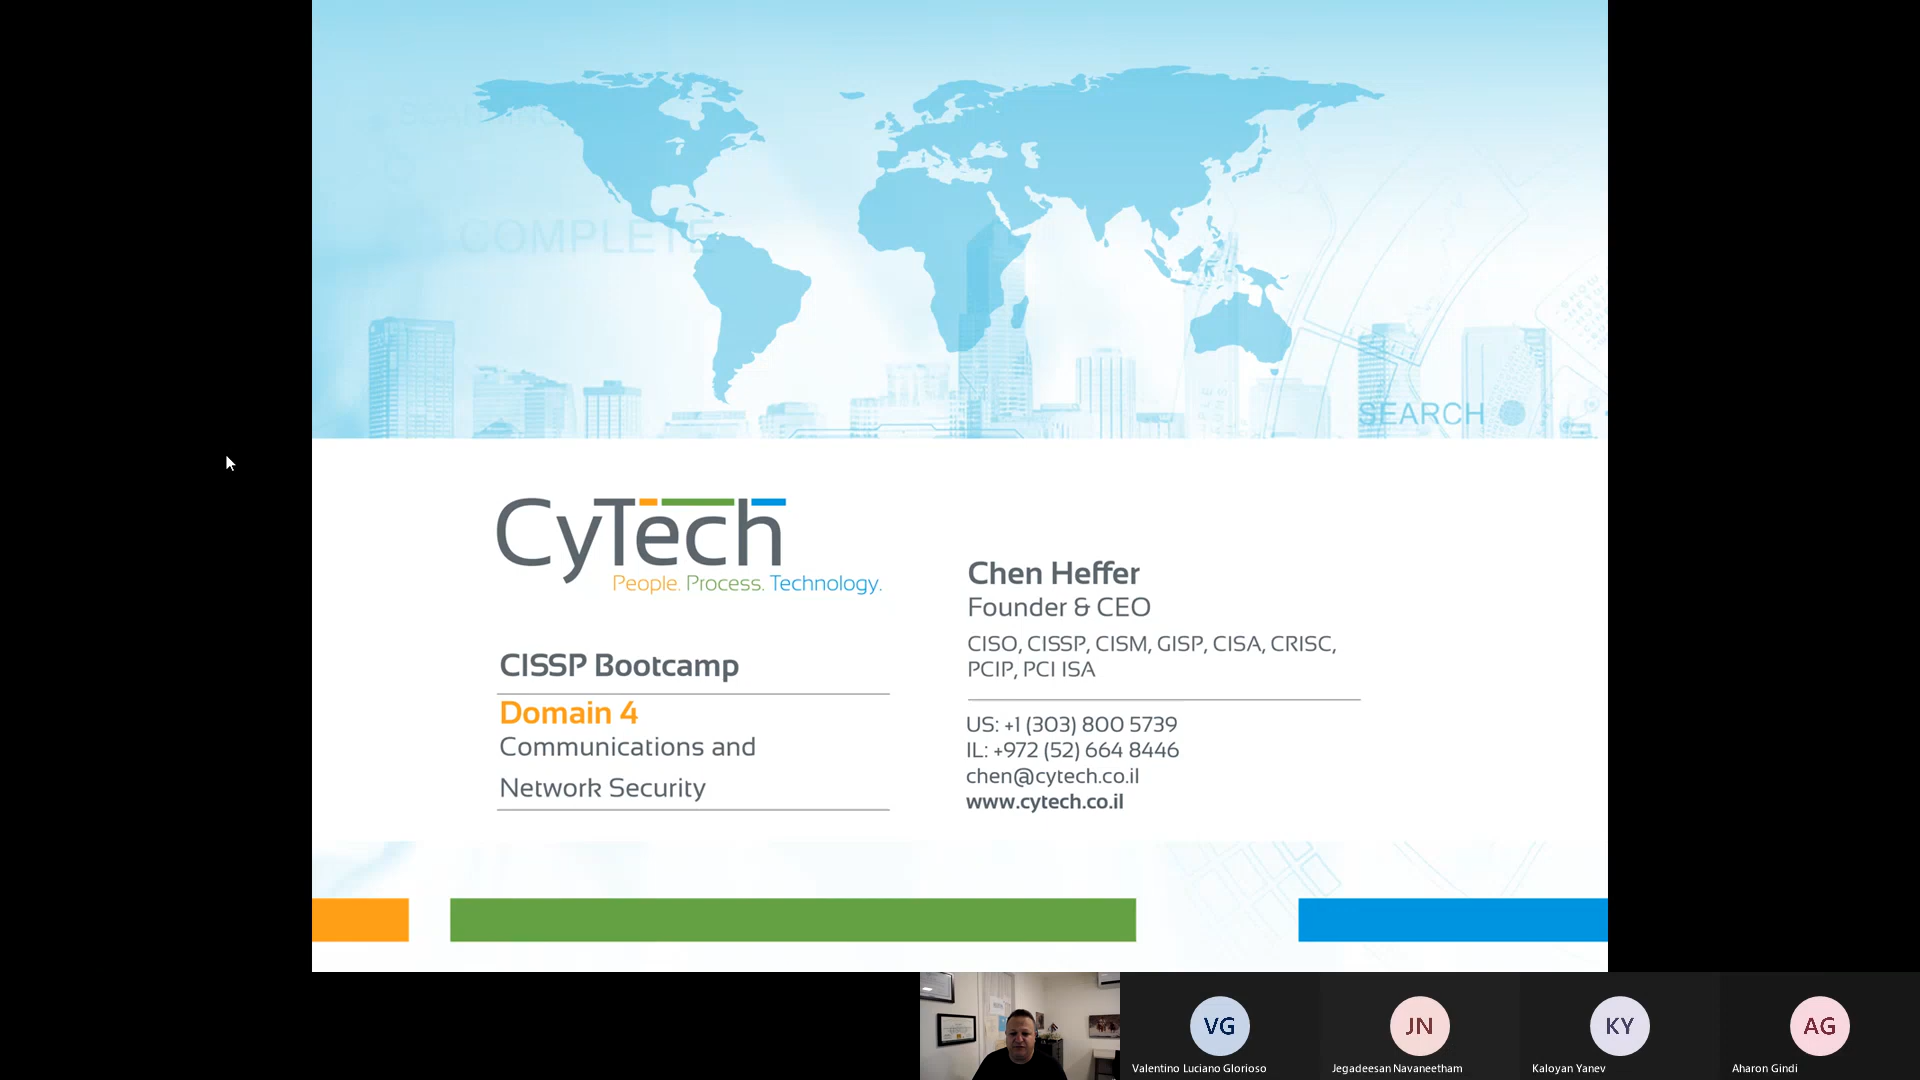 COMPLETE
SEARCH
CyTech
People. Process. Technology.
CISSP Bootcamp
Domain 4
Communications and
Network Security
Chen Heffer
Founder & CEO
CISO, CISSP, CISM, GISP, CISA, CRISC,
PCIP, PCI ISA
US: +1 (303) 800 5739
IL: +972 (52) 664 8446
chen@cytech.co.il
www.cytech.co.il
VG
JN
KY
AG
Valentino Luciano Glorioso
Jegadeesan Navaneetham
Kaloyan Yanev
Aharon Gindi